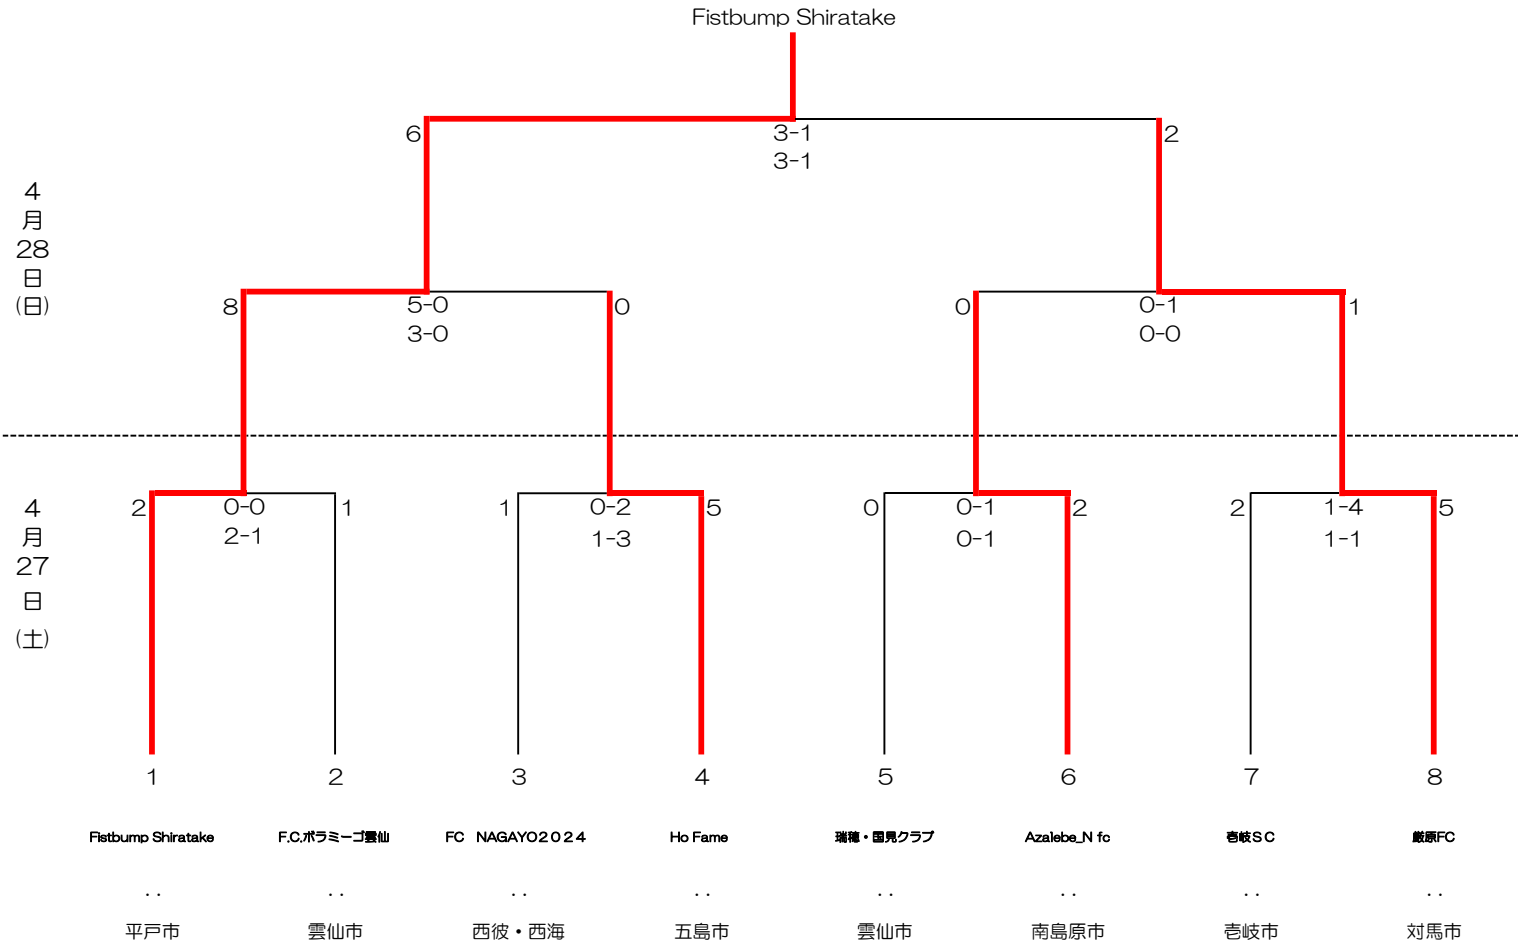 Fistbump Shiratake
6
3-1
2
3-1
4
月
28
日
(日)
8
5-0
0
0
0-1
1
3-0
0-0
4
月
27
日
(土)
2
0-0
1
1
0-2
5
0
0-1
2
2
1-4
5
2-1
1-3
0-1
1-1
1
2
3
4
5
6
7
8
Fistbump Shiratake
F.C.ボラミーゴ雲仙
FC　NAGAYO２０２４
Ho Fame
瑞穂・国見クラブ
Azalebe_N fc
壱岐ＳＣ
厳原FC
平戸市
雲仙市
西彼・西海
五島市
雲仙市
南島原市
壱岐市
対馬市